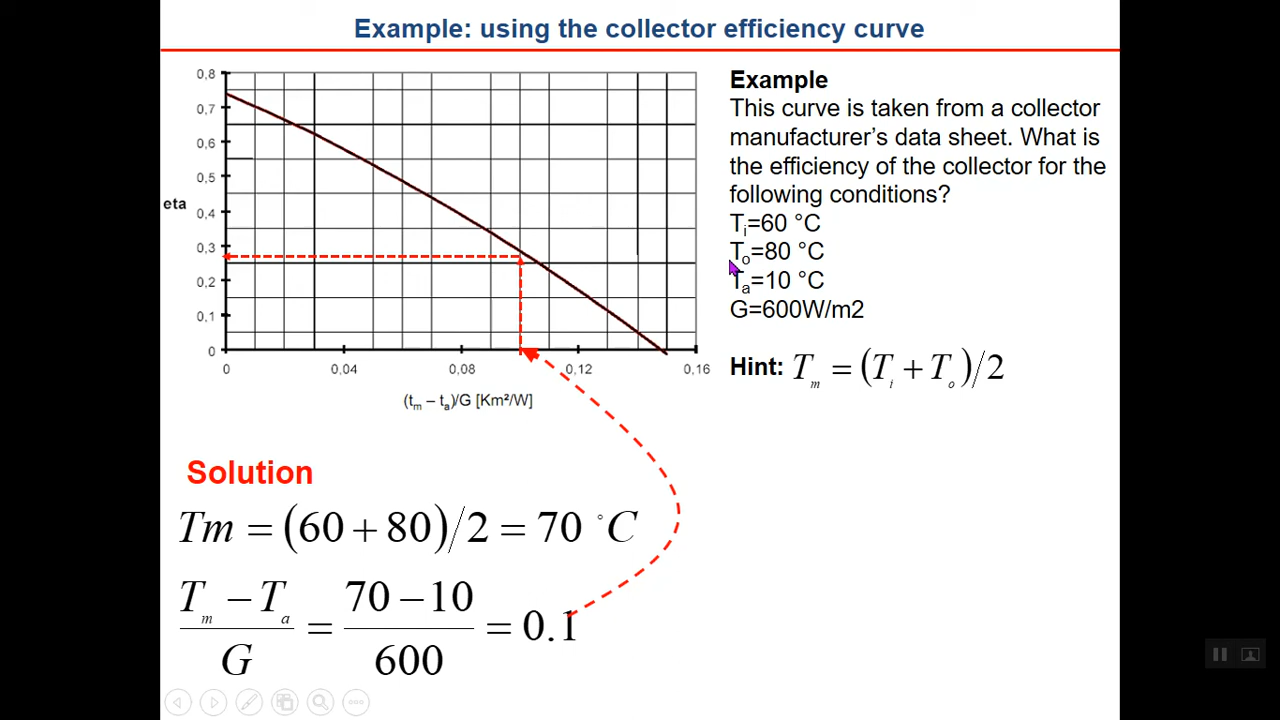 Example: using the collector efficiency curve
0,8
0,7
0,6
0,5
eta
0,4
0,3
0,2
0,1
0
0 0,04 0,08 0,12 0,16
(tm – ta)/G [Km²/W]
Example
This curve is taken from a collector
manufacturer’s data sheet. What is
the efficiency of the collector for the
following conditions?
Ti=60 °C
To=80 °C
Ta=10 °C
G=600W/m2
Hint: Tm = (Ti + To)/2
Solution
Tm = (60 + 80)/2 = 70 °C
Tm − Ta / G = 70 − 10 / 600 = 0.1